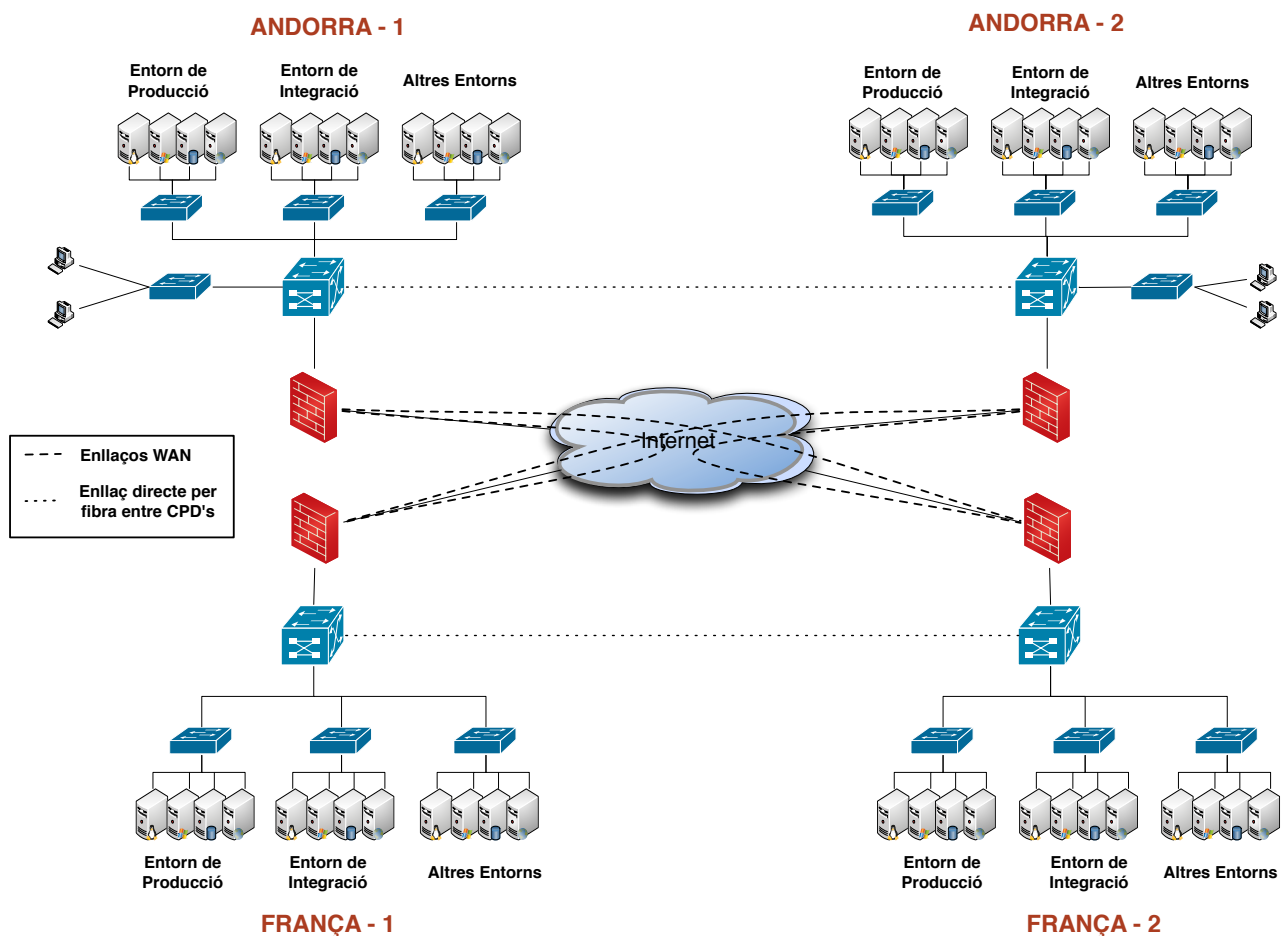 ANDORRA - 1
ANDORRA - 2
Entorn de
Producció
Entorn de
Integració
Altres Entorns
Entorn de
Producció
Entorn de
Integració
Altres Entorns
Internet
Enllaços WAN
Enllaç directe per
fibra entre CPD's
Entorn de
Producció
Entorn de
Integració
Altres Entorns
Entorn de
Producció
Entorn de
Integració
Altres Entorns
FRANÇA - 1
FRANÇA - 2